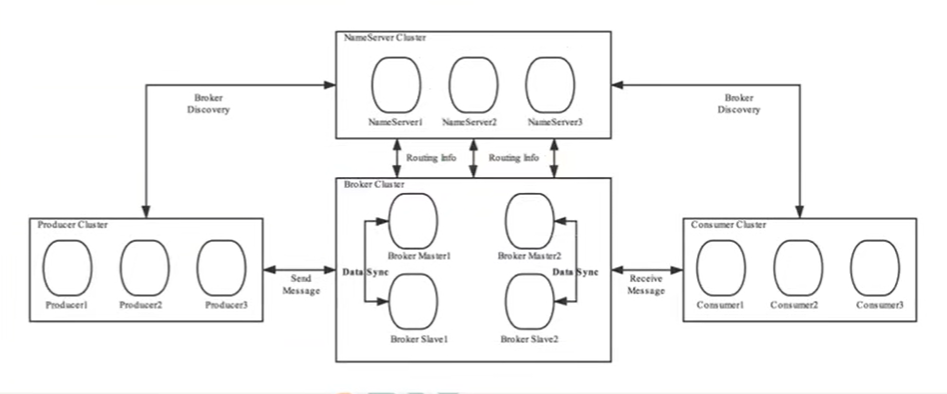 NameServer Cluster
NameServer1 NameServer2 NameServer3
Broker
Discovery
Broker
Discovery
Routing Info Routing Info
Broker Cluster
Broker Master1 Broker Master2
Data Sync Data Sync
Broker Slave1 Broker Slave2
Producer Cluster
Producer1 Producer2 Producer3
Send
Message
Receive
Message
Consumer Cluster
Consumer1 Consumer2 Consumer3